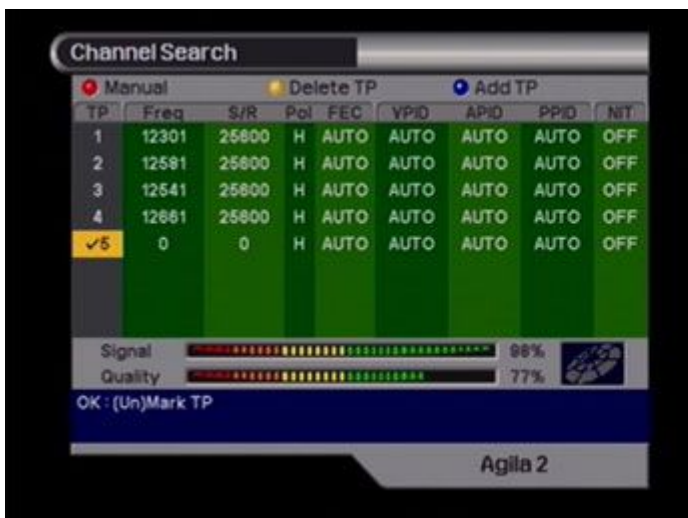 Channel Search
Manual Delete TP Add TP
TP Freq S/R Pol FEC VPID APID PPID NIT
1 12301 25600 H AUTO AUTO AUTO AUTO OFF
2 12581 25600 H AUTO AUTO AUTO AUTO OFF
3 12541 25600 H AUTO AUTO AUTO AUTO OFF
4 12661 25600 H AUTO AUTO AUTO AUTO OFF
✓5 0 0 H AUTO AUTO AUTO AUTO OFF
Signal 98%
Quality 77%
OK : (Un)Mark TP
Agila 2